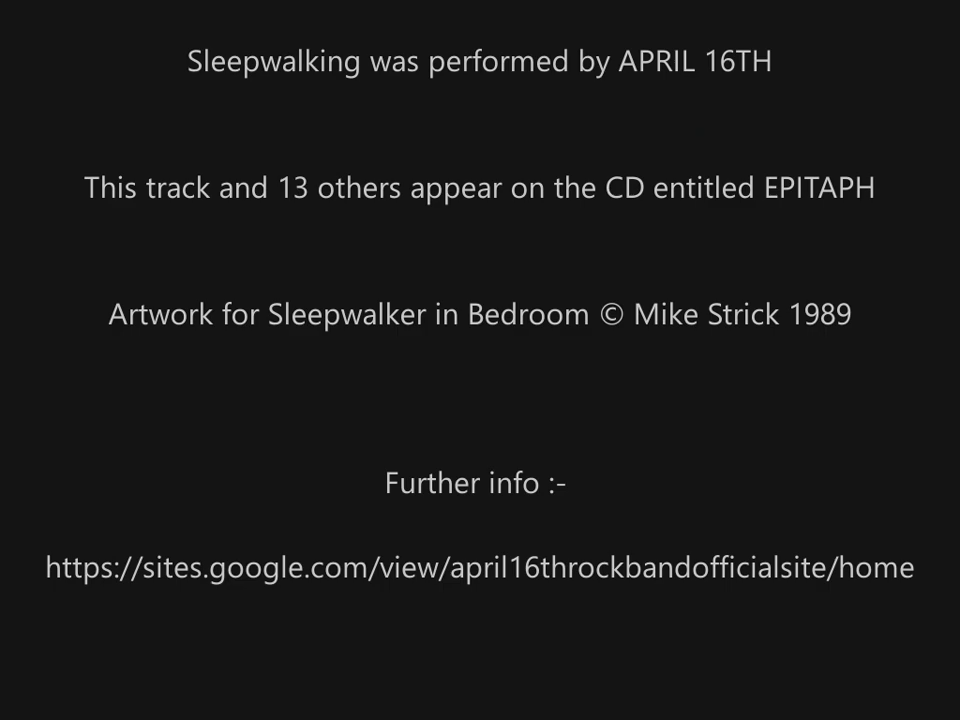 Sleepwalking was performed by APRIL 16TH
This track and 13 others appear on the CD entitled EPITAPH
Artwork for Sleepwalker in Bedroom © Mike Strick 1989
Further info :-
https://sites.google.com/view/april16throckbandofficialsite/home